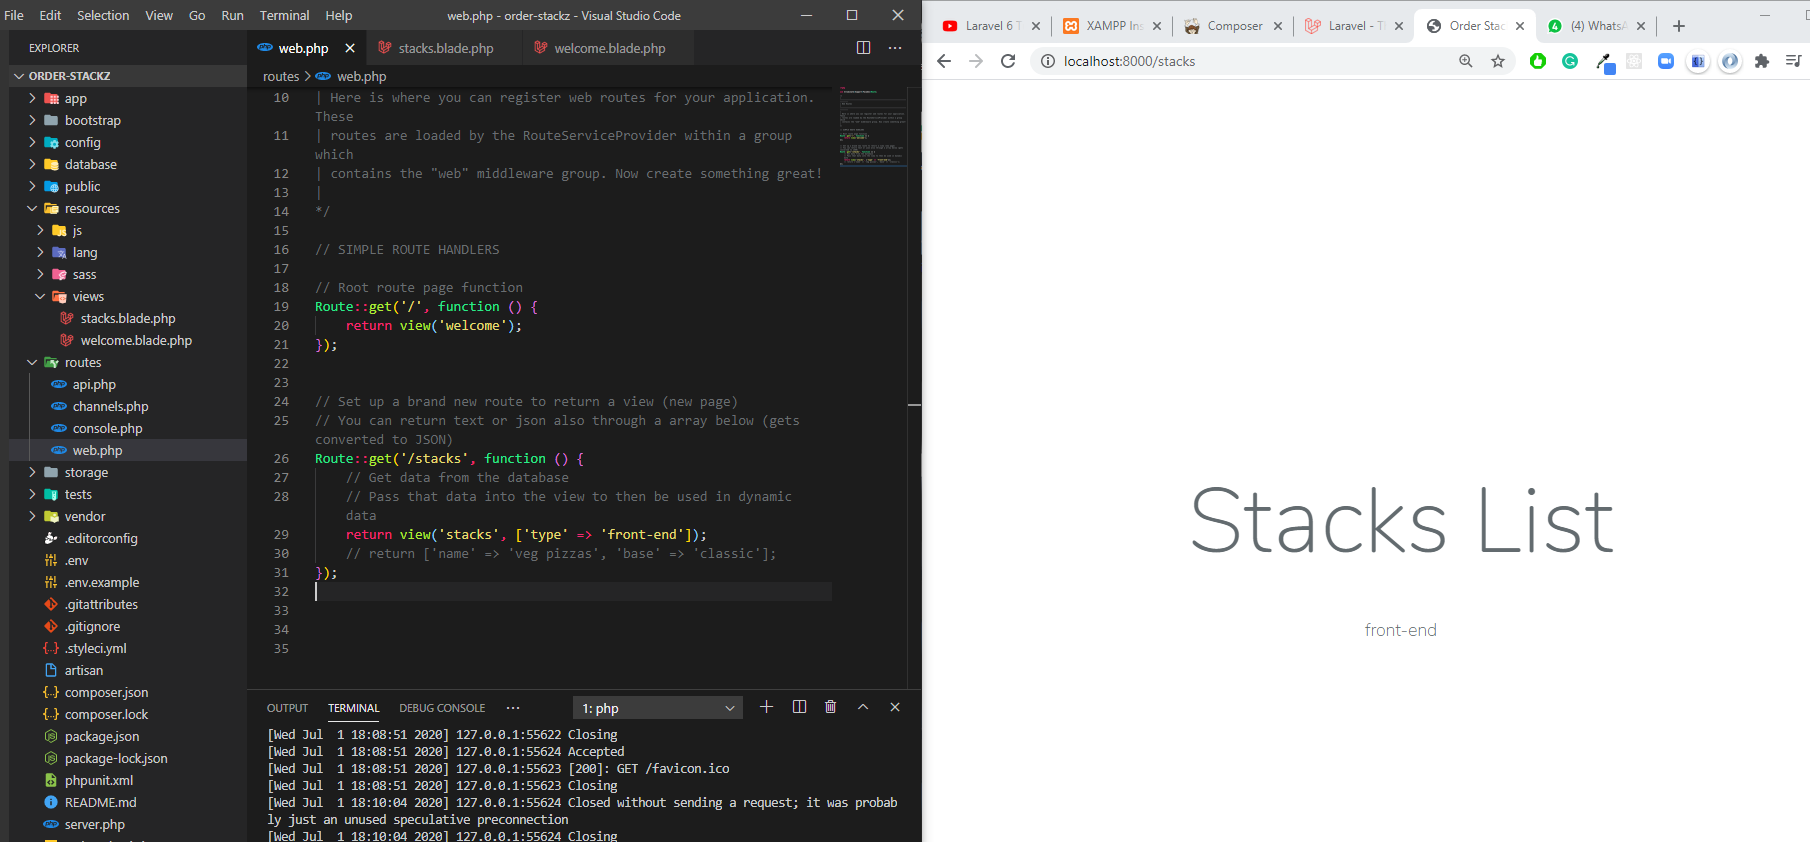 File Edit Selection View Go Run Terminal Help
web.php - order-stackz - Visual Studio Code
EXPLORER
ORDER-STACKZ
app
bootstrap
config
database
public
resources
js
lang
sass
views
stacks.blade.php
welcome.blade.php
routes
api.php
channels.php
console.php
web.php
storage
tests
vendor
.editorconfig
.env
.env.example
.gitattributes
.gitignore
.styleci.yml
artisan
composer.json
composer.lock
package.json
package-lock.json
phpunit.xml
README.md
server.php
web.php stacks.blade.php welcome.blade.php
routes > web.php
10 | Here is where you can register web routes for your application.
These
11 | routes are loaded by the RouteServiceProvider within a group
which
12 | contains the "web" middleware group. Now create something great!
13 |
14 */
15
16 // SIMPLE ROUTE HANDLERS
17
18 // Root route page function
19 Route::get('/', function () {
20 return view('welcome');
21 });
22
23
24 // Set up a brand new route to return a view (new page)
25 // You can return text or json also through a array below (gets
converted to JSON)
26 Route::get('/stacks', function () {
27 // Get data from the database
28 // Pass that data into the view to then be used in dynamic
data
29 return view('stacks', ['type' => 'front-end']);
30 // return ['name' => 'veg pizzas', 'base' => 'classic'];
31 });
32
33
34
35
OUTPUT TERMINAL DEBUG CONSOLE ··· 1: php
[Wed Jul 1 18:08:51 2020] 127.0.0.1:55622 Closing
[Wed Jul 1 18:08:51 2020] 127.0.0.1:55624 Accepted
[Wed Jul 1 18:08:51 2020] 127.0.0.1:55623 [200]: GET /favicon.ico
[Wed Jul 1 18:08:51 2020] 127.0.0.1:55623 Closing
[Wed Jul 1 18:10:04 2020] 127.0.0.1:55624 Closed without sending a request; it was probab
ly just an unused speculative preconnection
[Wed Jul 1 18:10:04 2020] 127.0.0.1:55624 Closing
Laravel 6 T XAMPP Ins Composer Laravel - Th Order Stac (4) WhatsA
localhost:8000/stacks
Stacks List
front-end